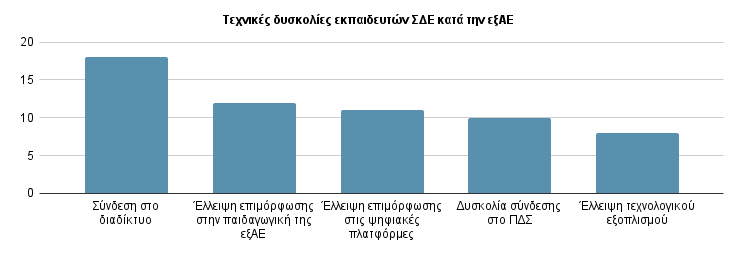 Τεχνικές δυσκολίες εκπαιδευτών ΣΔΕ κατά την εξΑΕ
20
15
10
5
0
Σύνδεση στο
διαδίκτυο
Έλλειψη επιμόρφωσης
στην παιδαγωγική της
εξΑΕ
Έλλειψη επιμόρφωσης
στις ψηφιακές
πλατφόρμες
Δυσκολία σύνδεσης
στο ΠΔΣ
Έλλειψη τεχνολογικού
εξοπλισμού